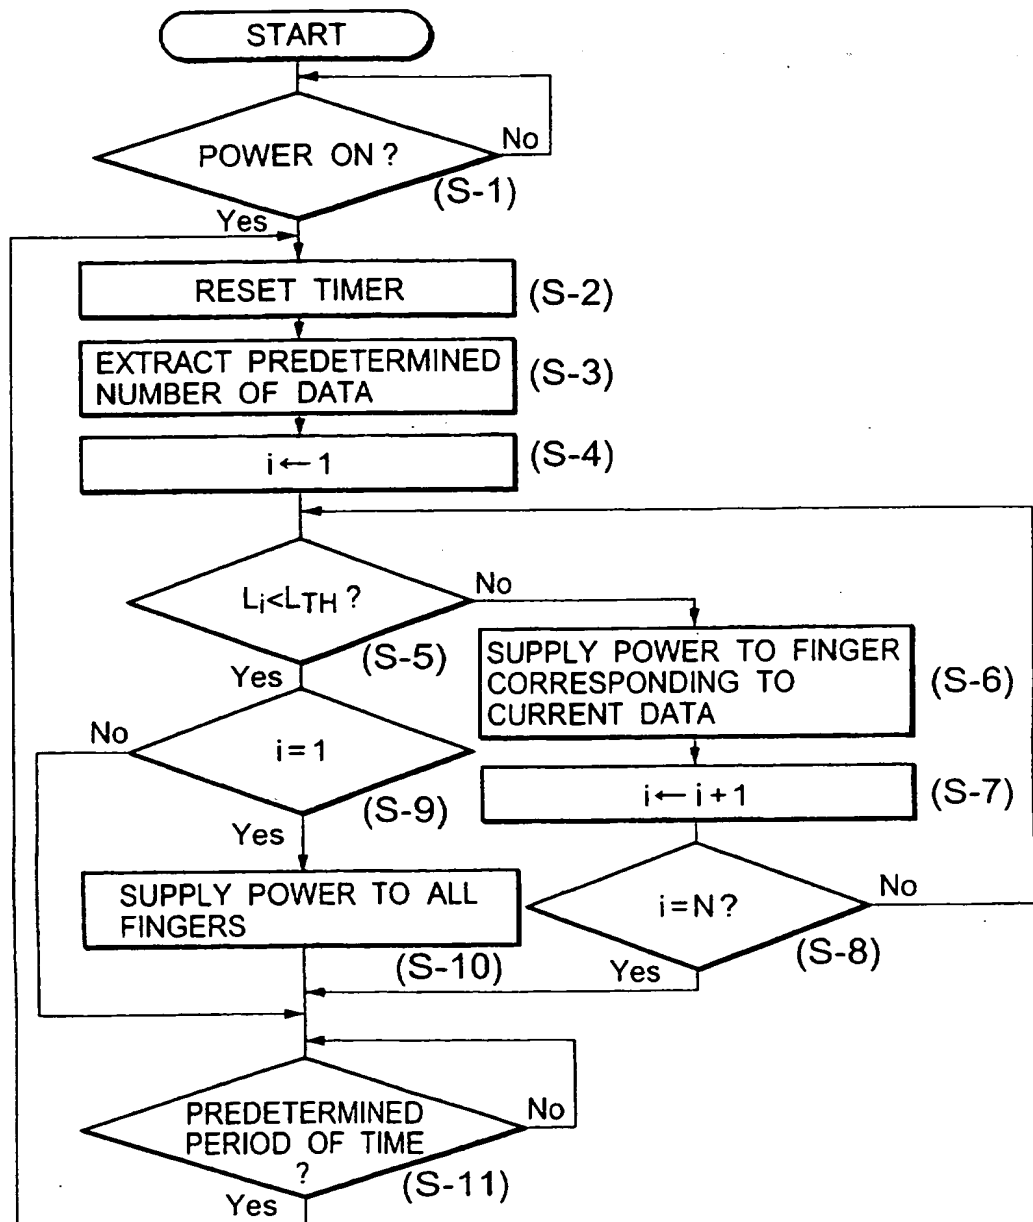 START
POWER ON?
No
(S-1)
Yes
RESET TIMER
(S-2)
EXTRACT PREDETERMINED
NUMBER OF DATA
(S-3)
i←1
(S-4)
Li<LTH?
No
(S-5)
Yes
SUPPLY POWER TO FINGER
CORRESPONDING TO
CURRENT DATA
(S-6)
No
i=1
(S-9)
Yes
i←i+1
(S-7)
SUPPLY POWER TO ALL
FINGERS
(S-10)
i=N?
No
(S-8)
Yes
PREDETERMINED
PERIOD OF TIME
?
No
(S-11)
Yes